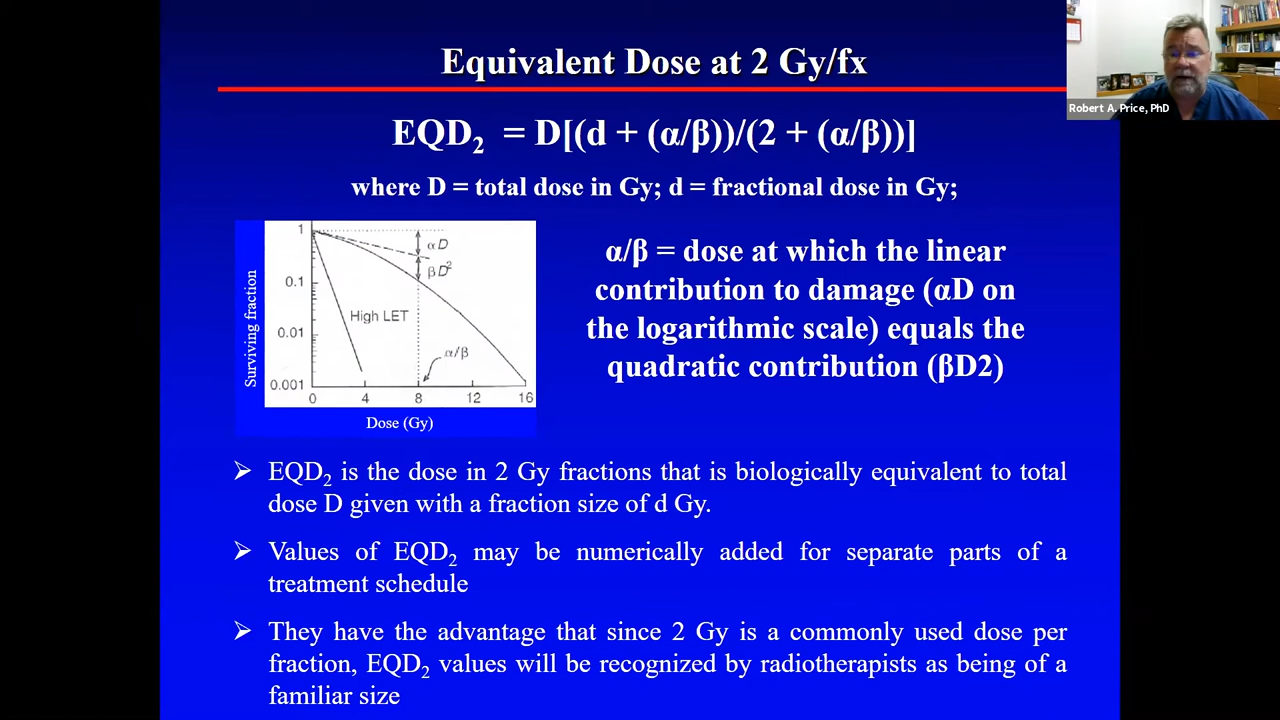 Equivalent Dose at 2 Gy/fx
EQD₂ = D[(d + (α/β))/(2 + (α/β))]
where D = total dose in Gy; d = fractional dose in Gy;
Surviving fraction
1
0.1
0.01
0.001
αD
βD²
High LET
α/β
0 4 8 12 16
Dose (Gy)
α/β = dose at which the linear
contribution to damage (αD on
the logarithmic scale) equals the
quadratic contribution (βD2)
➢ EQD₂ is the dose in 2 Gy fractions that is biologically equivalent to total
dose D given with a fraction size of d Gy.
➢ Values of EQD₂ may be numerically added for separate parts of a
treatment schedule
➢ They have the advantage that since 2 Gy is a commonly used dose per
fraction, EQD₂ values will be recognized by radiotherapists as being of a
familiar size
Robert A. Price, PhD